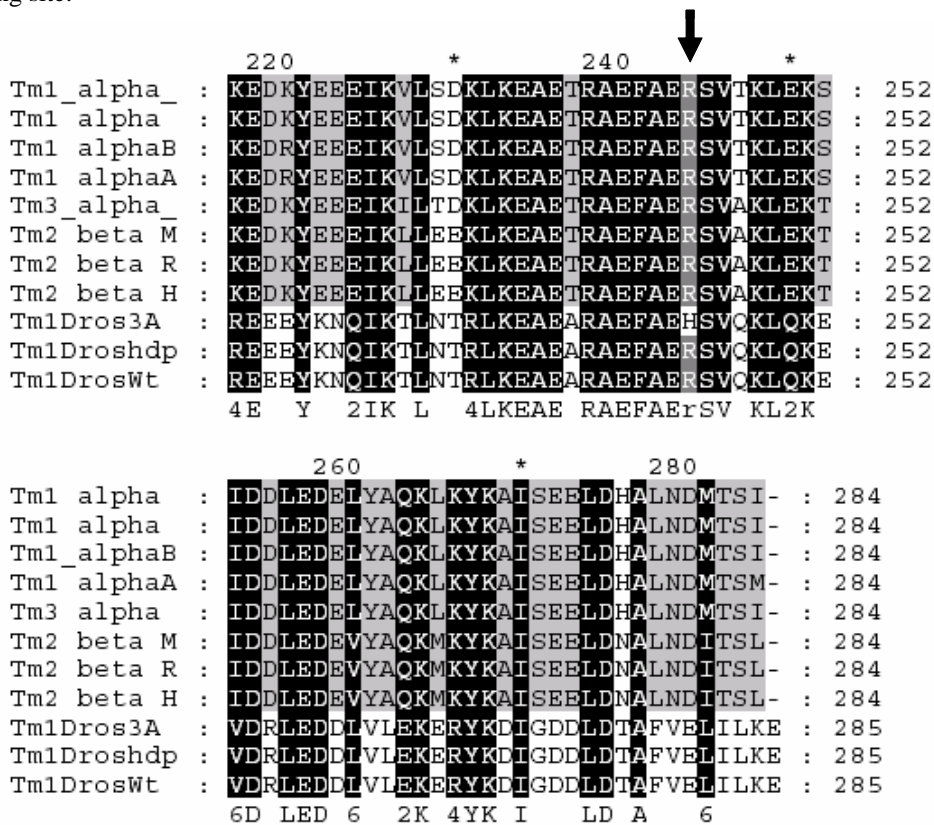 ng site.
220 * 240 *
Tm1_alpha_ : KEDKYEEEIKVLSDKLKEAETRAEFAERSVTKLEKS : 252
Tm1 alpha : KEDKYEEEIKVLSDKLKEAETRAEFAERSVTKLEKS : 252
Tm1 alphaB : KEDRYEEEIKVLSDKLKEAETRAEFAERSVTKLEKS : 252
Tm1 alphaA : KEDRYEEEIKVLSDKLKEAETRAEFAERSVTKLEKS : 252
Tm3_alpha_ : KEDKYEEEIKILTDKLKEAETRAEFAERSVAKLEKT : 252
Tm2 beta M : KEDKYEEEIKLLEEKLKEAETRAEFAERSVAKLEKT : 252
Tm2 beta R : KEDKYEEEIKLLEEKLKEAETRAEFAERSVAKLEKT : 252
Tm2 beta H : KEDKYEEEIKLLEEKLKEAETRAEFAERSVAKLEKT : 252
Tm1Dros3A : REEEYKNQIKTLNTRLKEAEARAEFAEHSVQKLQKE : 252
Tm1Droshdp : REEEYKNQIKTLNTRLKEAEARAEFAERSVQKLQKE : 252
Tm1DrosWt : REEEYKNQIKTLNTRLKEAEARAEFAERSVQKLQKE : 252
4E Y 2IK L 4LKEAE RAEFAErSV KL2K
260 * 280
Tm1 alpha : IDDLEDELYAQKLKYKAISEELDHALNDMTSI- : 284
Tm1 alpha : IDDLEDELYAQKLKYKAISEELDHALNDMTSI- : 284
Tm1_alphaB : IDDLEDELYAQKLKYKAISEELDHALNDMTSI- : 284
Tm1 alphaA : IDDLEDELYAQKLKYKAISEELDHALNDMTSM- : 284
Tm3 alpha : IDDLEDELYAQKLKYKAISEELDHALNDMTSI- : 284
Tm2 beta M : IDDLEDEVYAQKMKYKAISEELDNALNDITSL- : 284
Tm2 beta R : IDDLEDEVYAQKMKYKAISEELDNALNDITSL- : 284
Tm2 beta H : IDDLEDEVYAQKMKYKAISEELDNALNDITSL- : 284
Tm1Dros3A : VDRLEDDLVLEKERYKDIGDDLDTAFVELILKE : 285
Tm1Droshdp : VDRLEDDLVLEKERYKDIGDDLDTAFVELILKE : 285
Tm1DrosWt : VDRLEDDLVLEKERYKDIGDDLDTAFVELILKE : 285
6D LED 6 2K 4YK I LD A 6